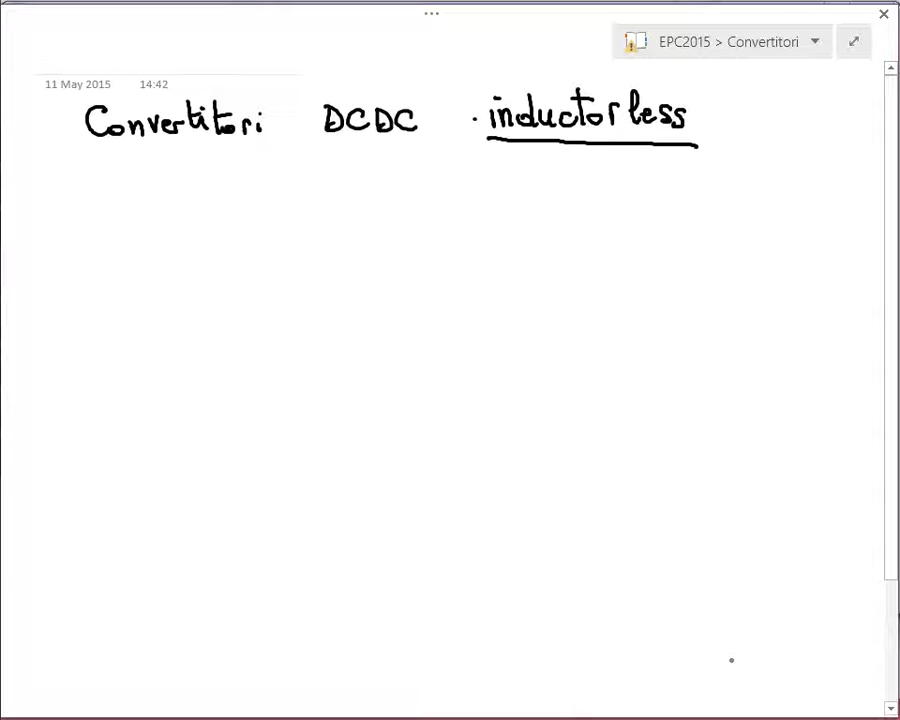 EPC2015 > Convertitori
11 May 2015 14:42
Convertitori DCDC inductorless